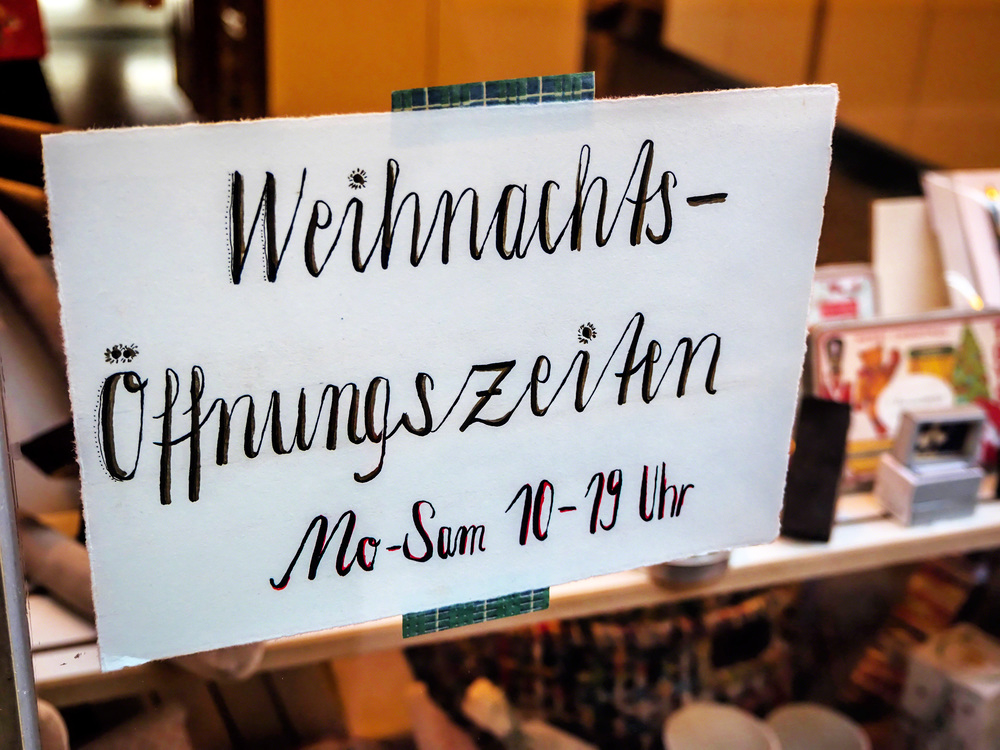 Weihnachts-
Öffnungszeiten
Mo-Sam 10-19 Uhr